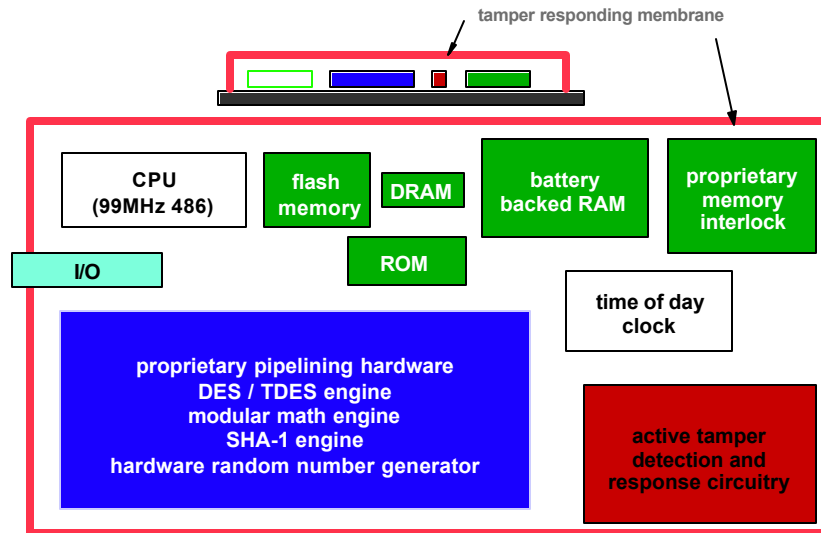 tamper responding membrane
CPU
(99MHz 486)
flash
memory
DRAM
battery
backed RAM
proprietary
memory
interlock
I/O
ROM
time of day
clock
proprietary pipelining hardware
DES / TDES engine
modular math engine
SHA-1 engine
hardware random number generator
active tamper
detection and
response circuitry